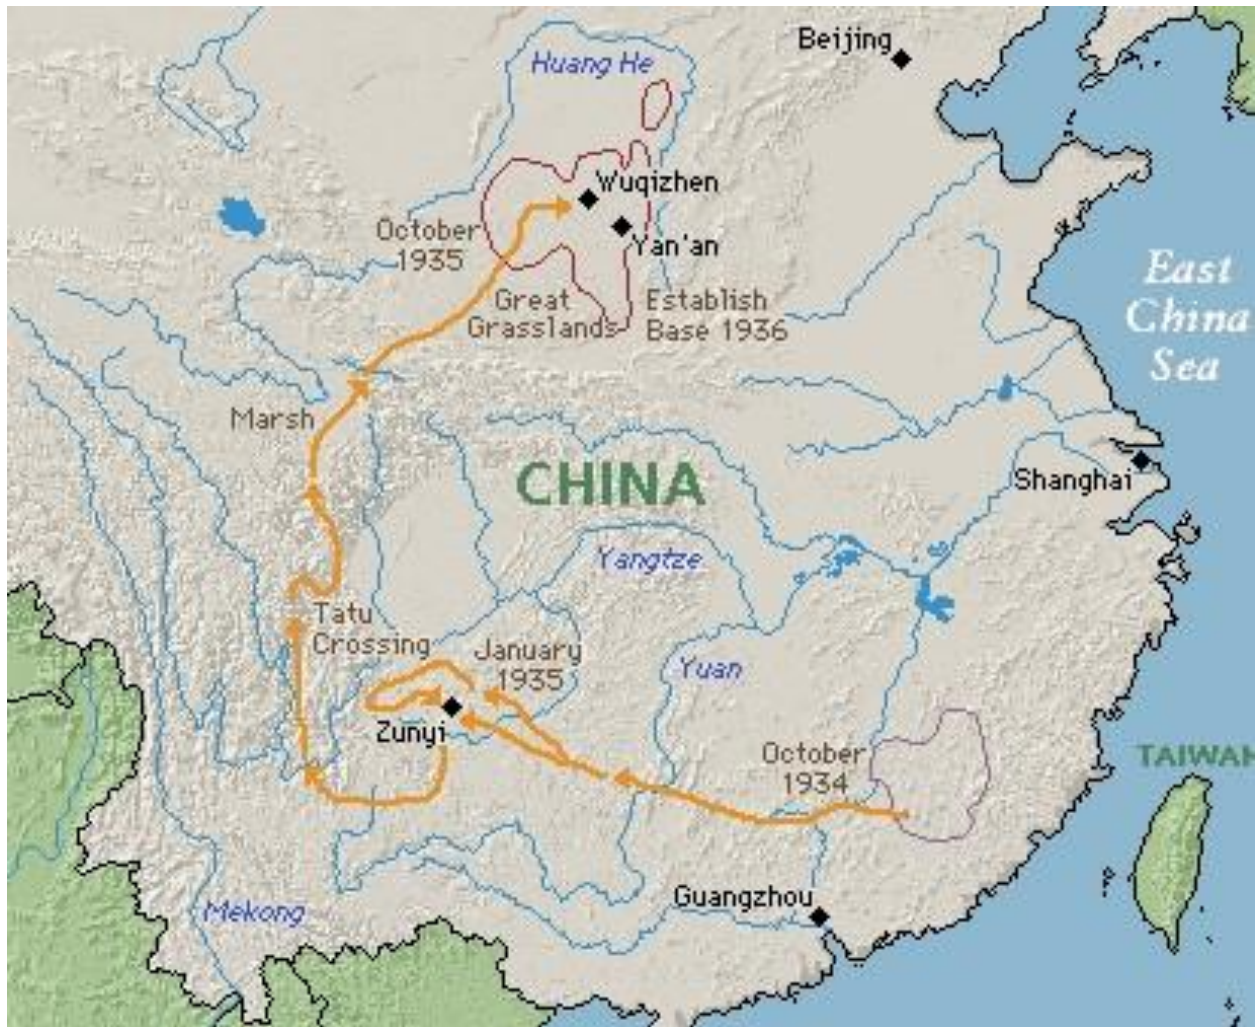 Beijing
Huang He
Wuqizhen
October
1935
Yan'an
East
China
Sea
Great
Grasslands
Establish
Base 1936
Marsh
CHINA
Shanghai
Yangtze
Tatu
Crossing
January
1935
Yuan
Zunyi
October
1934
TAIWAN
Guangzhou
Mekong